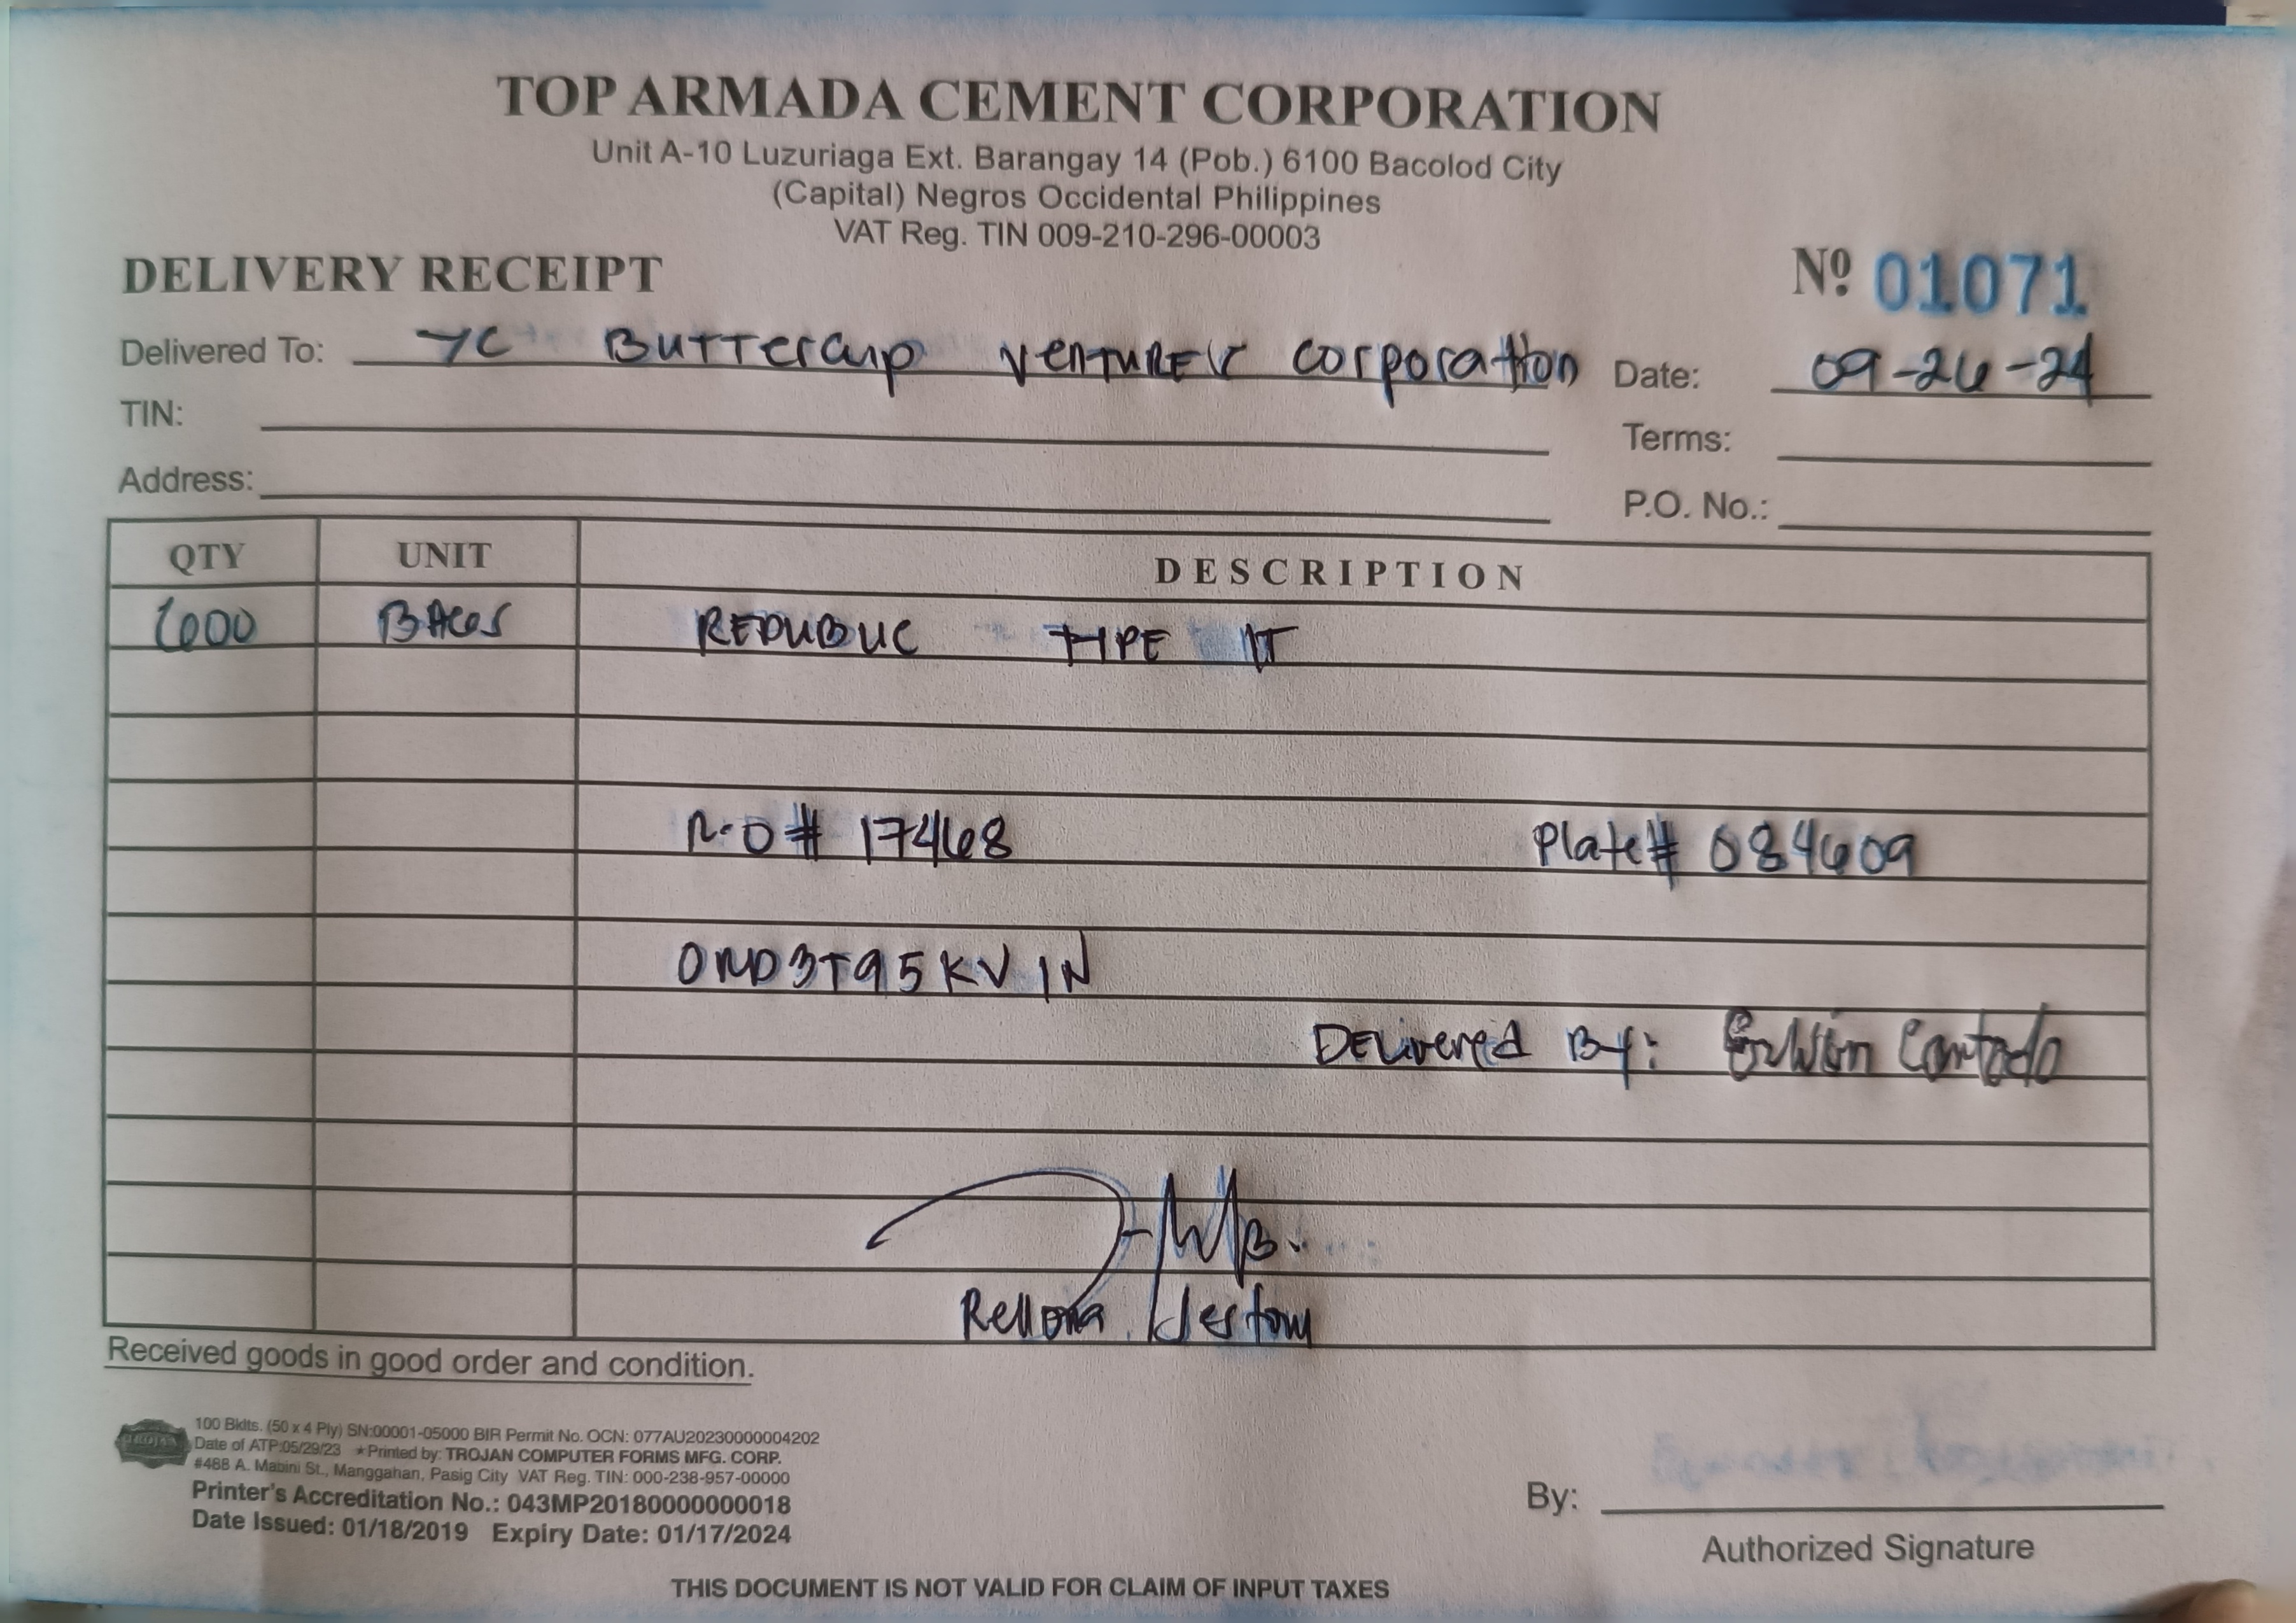 TOP ARMADA CEMENT CORPORATION
Unit A-10 Luzuriaga Ext. Barangay 14 (Pob.) 6100 Bacolod City
(Capital) Negros Occidental Philippines
VAT Reg. TIN 009-210-296-00003
DELIVERY RECEIPT Nº 01071
Delivered To: YC Buttercup Ventures Corporation Date: 09-26-24
TIN: Terms:
Address: P.O. No.:
QTY UNIT DESCRIPTION
600 BAGS REPUBLIC TYPE 1T
# 17468 Plate# 084609
Delivered By:
Rellona
Received goods in good order and condition.
100 Bklts. (50 x 4 Ply) SN:00001-05000 BIR Permit No. OCN: 077AU20230000004202
Date of ATP:05/29/23 ★Printed by: TROJAN COMPUTER FORMS MFG. CORP.
#488 A. Mabini St., Manggahan, Pasig City VAT Reg. TIN: 000-238-957-00000
Printer's Accreditation No.: 043MP20180000000018
Date Issued: 01/18/2019 Expiry Date: 01/17/2024
By:
Authorized Signature
THIS DOCUMENT IS NOT VALID FOR CLAIM OF INPUT TAXES